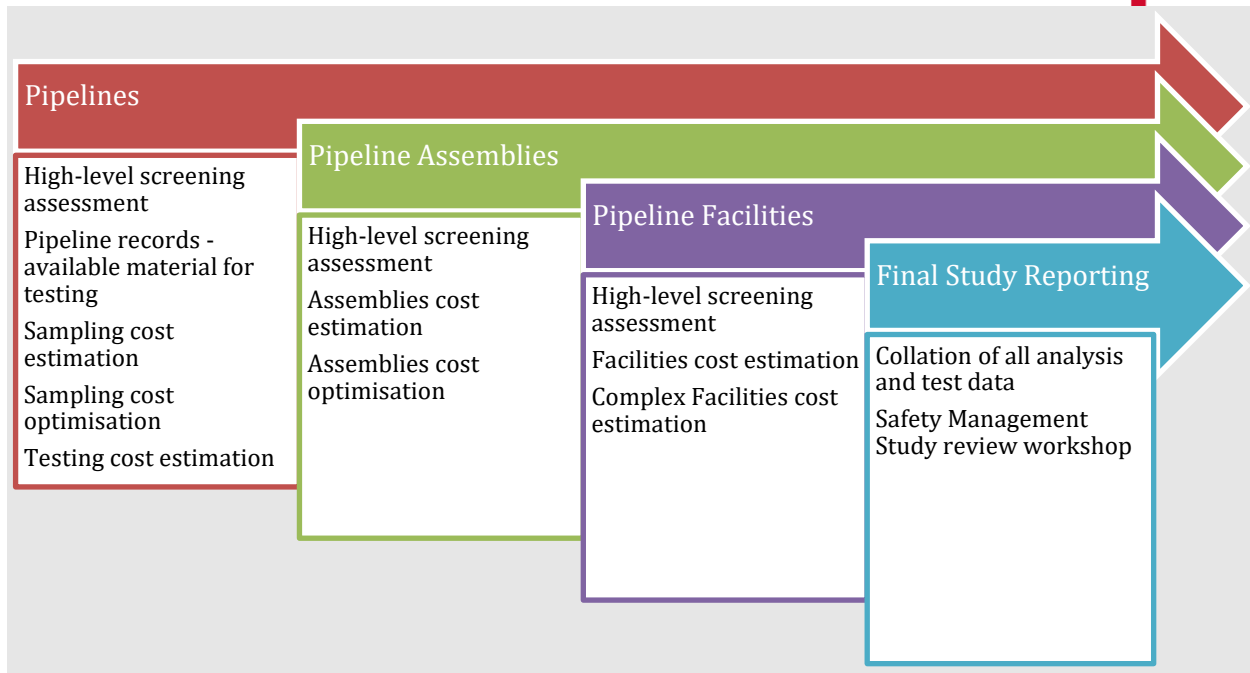 Pipelines
High-level screening
assessment
Pipeline records -
available material for
testing
Sampling cost
estimation
Sampling cost
optimisation
Testing cost estimation
Pipeline Assemblies
High-level screening
assessment
Assemblies cost
estimation
Assemblies cost
optimisation
Pipeline Facilities
High-level screening
assessment
Facilities cost estimation
Complex Facilities cost
estimation
Final Study Reporting
Collation of all analysis
and test data
Safety Management
Study review workshop